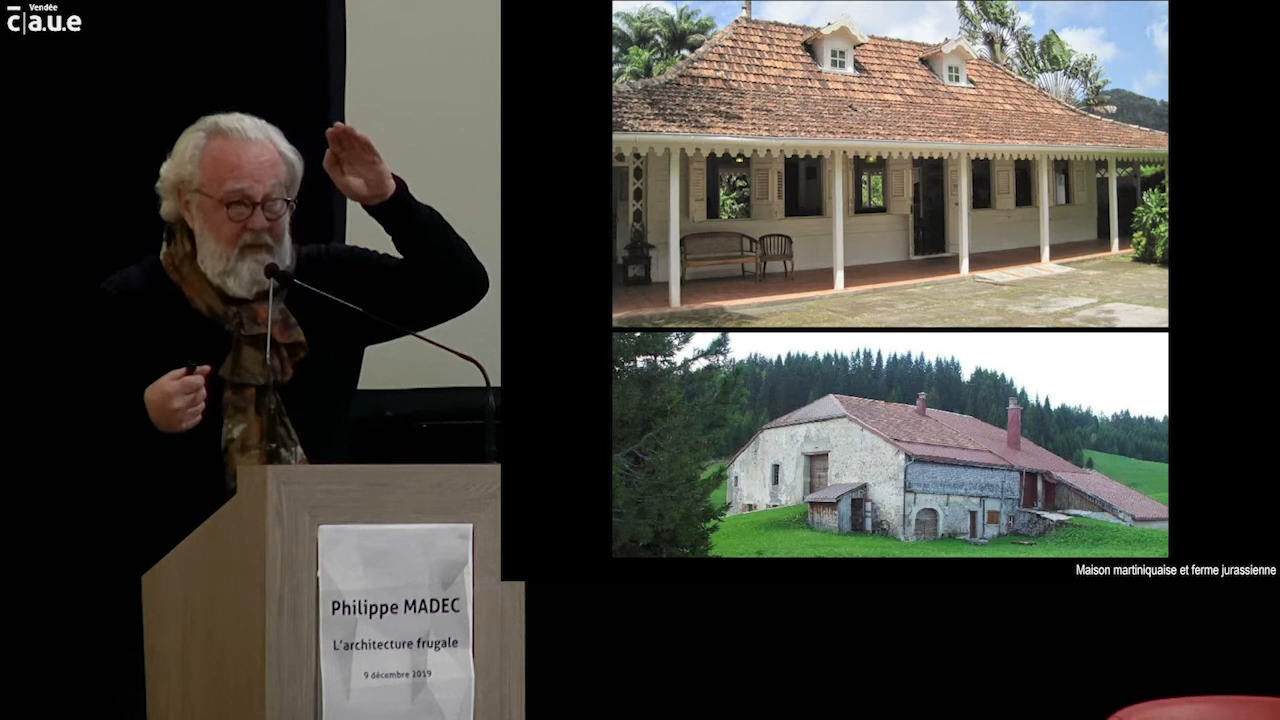 Vendée
c|a.u.e
Maison martiniquaise et ferme jurassienne
Philippe MADEC
L'architecture frugale
9 décembre 2019